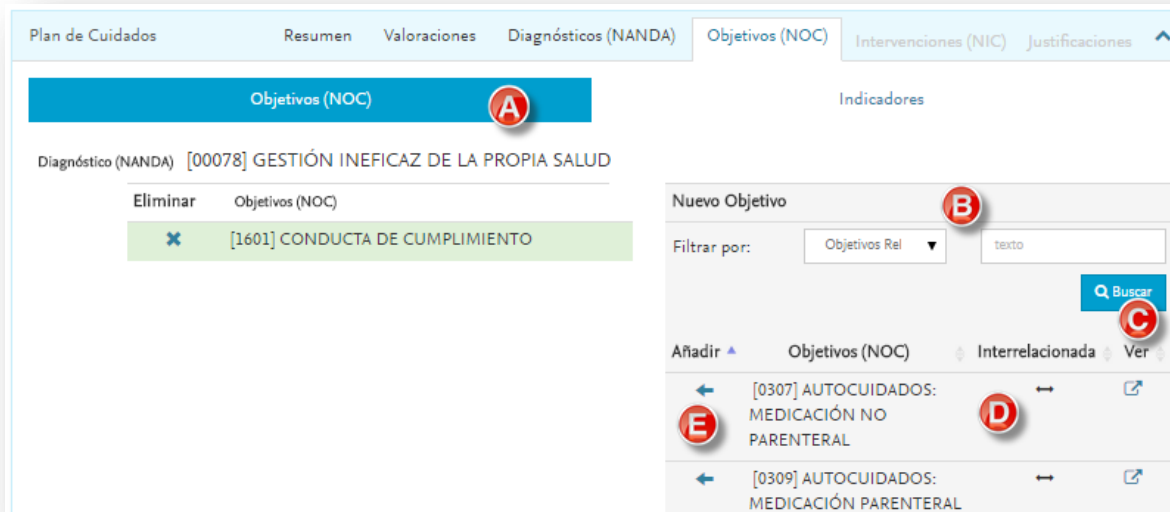 Plan de Cuidados Resumen Valoraciones Diagnósticos (NANDA) Objetivos (NOC) Intervenciones (NIC) Justificaciones
Objetivos (NOC) A Indicadores
Diagnóstico (NANDA) [00078] GESTIÓN INEFICAZ DE LA PROPIA SALUD
Eliminar Objetivos (NOC)
[1601] CONDUCTA DE CUMPLIMIENTO
Nuevo Objetivo B
Filtrar por: Objetivos Rel texto
Buscar
C
Añadir Objetivos (NOC) Interrelacionada Ver
[0307] AUTOCUIDADOS:
MEDICACIÓN NO
PARENTERAL
E D
[0309] AUTOCUIDADOS:
MEDICACIÓN PARENTERAL